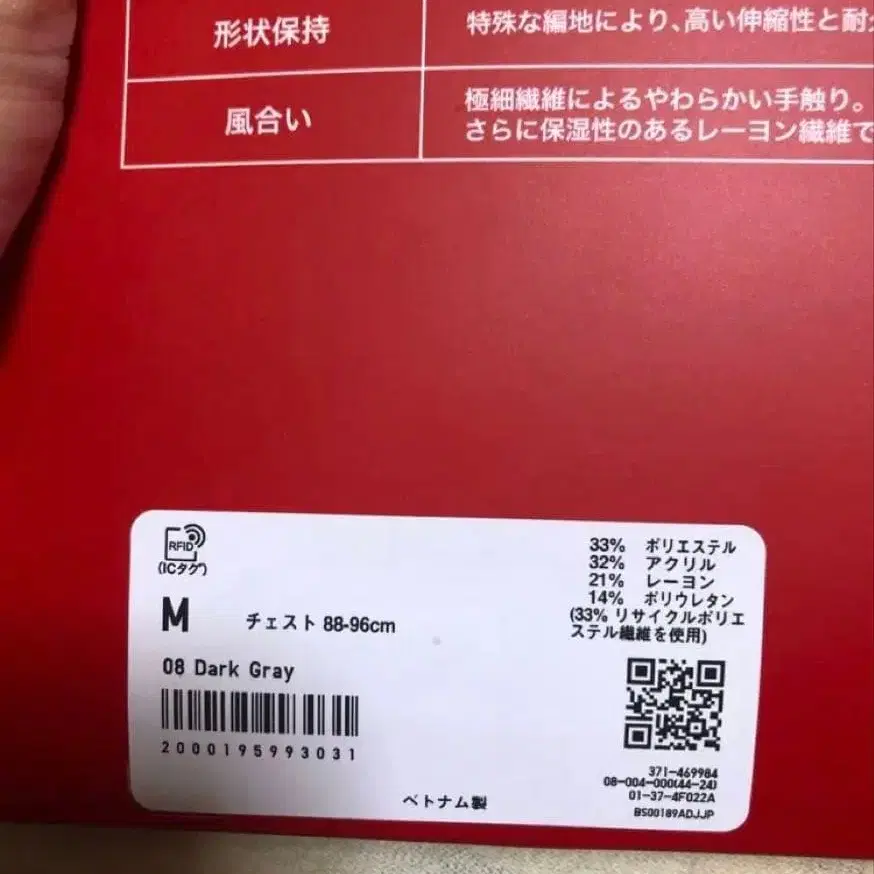 形状保持
特殊な編地により、高い伸縮性と耐
風合い
極細繊維によるやわらかい手触り。
さらに保湿性のあるレーヨン繊維で
RFID
(ICタグ)
M
チェスト 88-96cm
08 Dark Gray
2000195993031
33% ポリエステル
32% アクリル
21% レーヨン
14% ポリウレタン
(33% リサイクルポリエ
ステル繊維を使用)
371-469984
08-004-000(44-24)
01-37-4F022A
BS00189ADJJP
ベトナム製